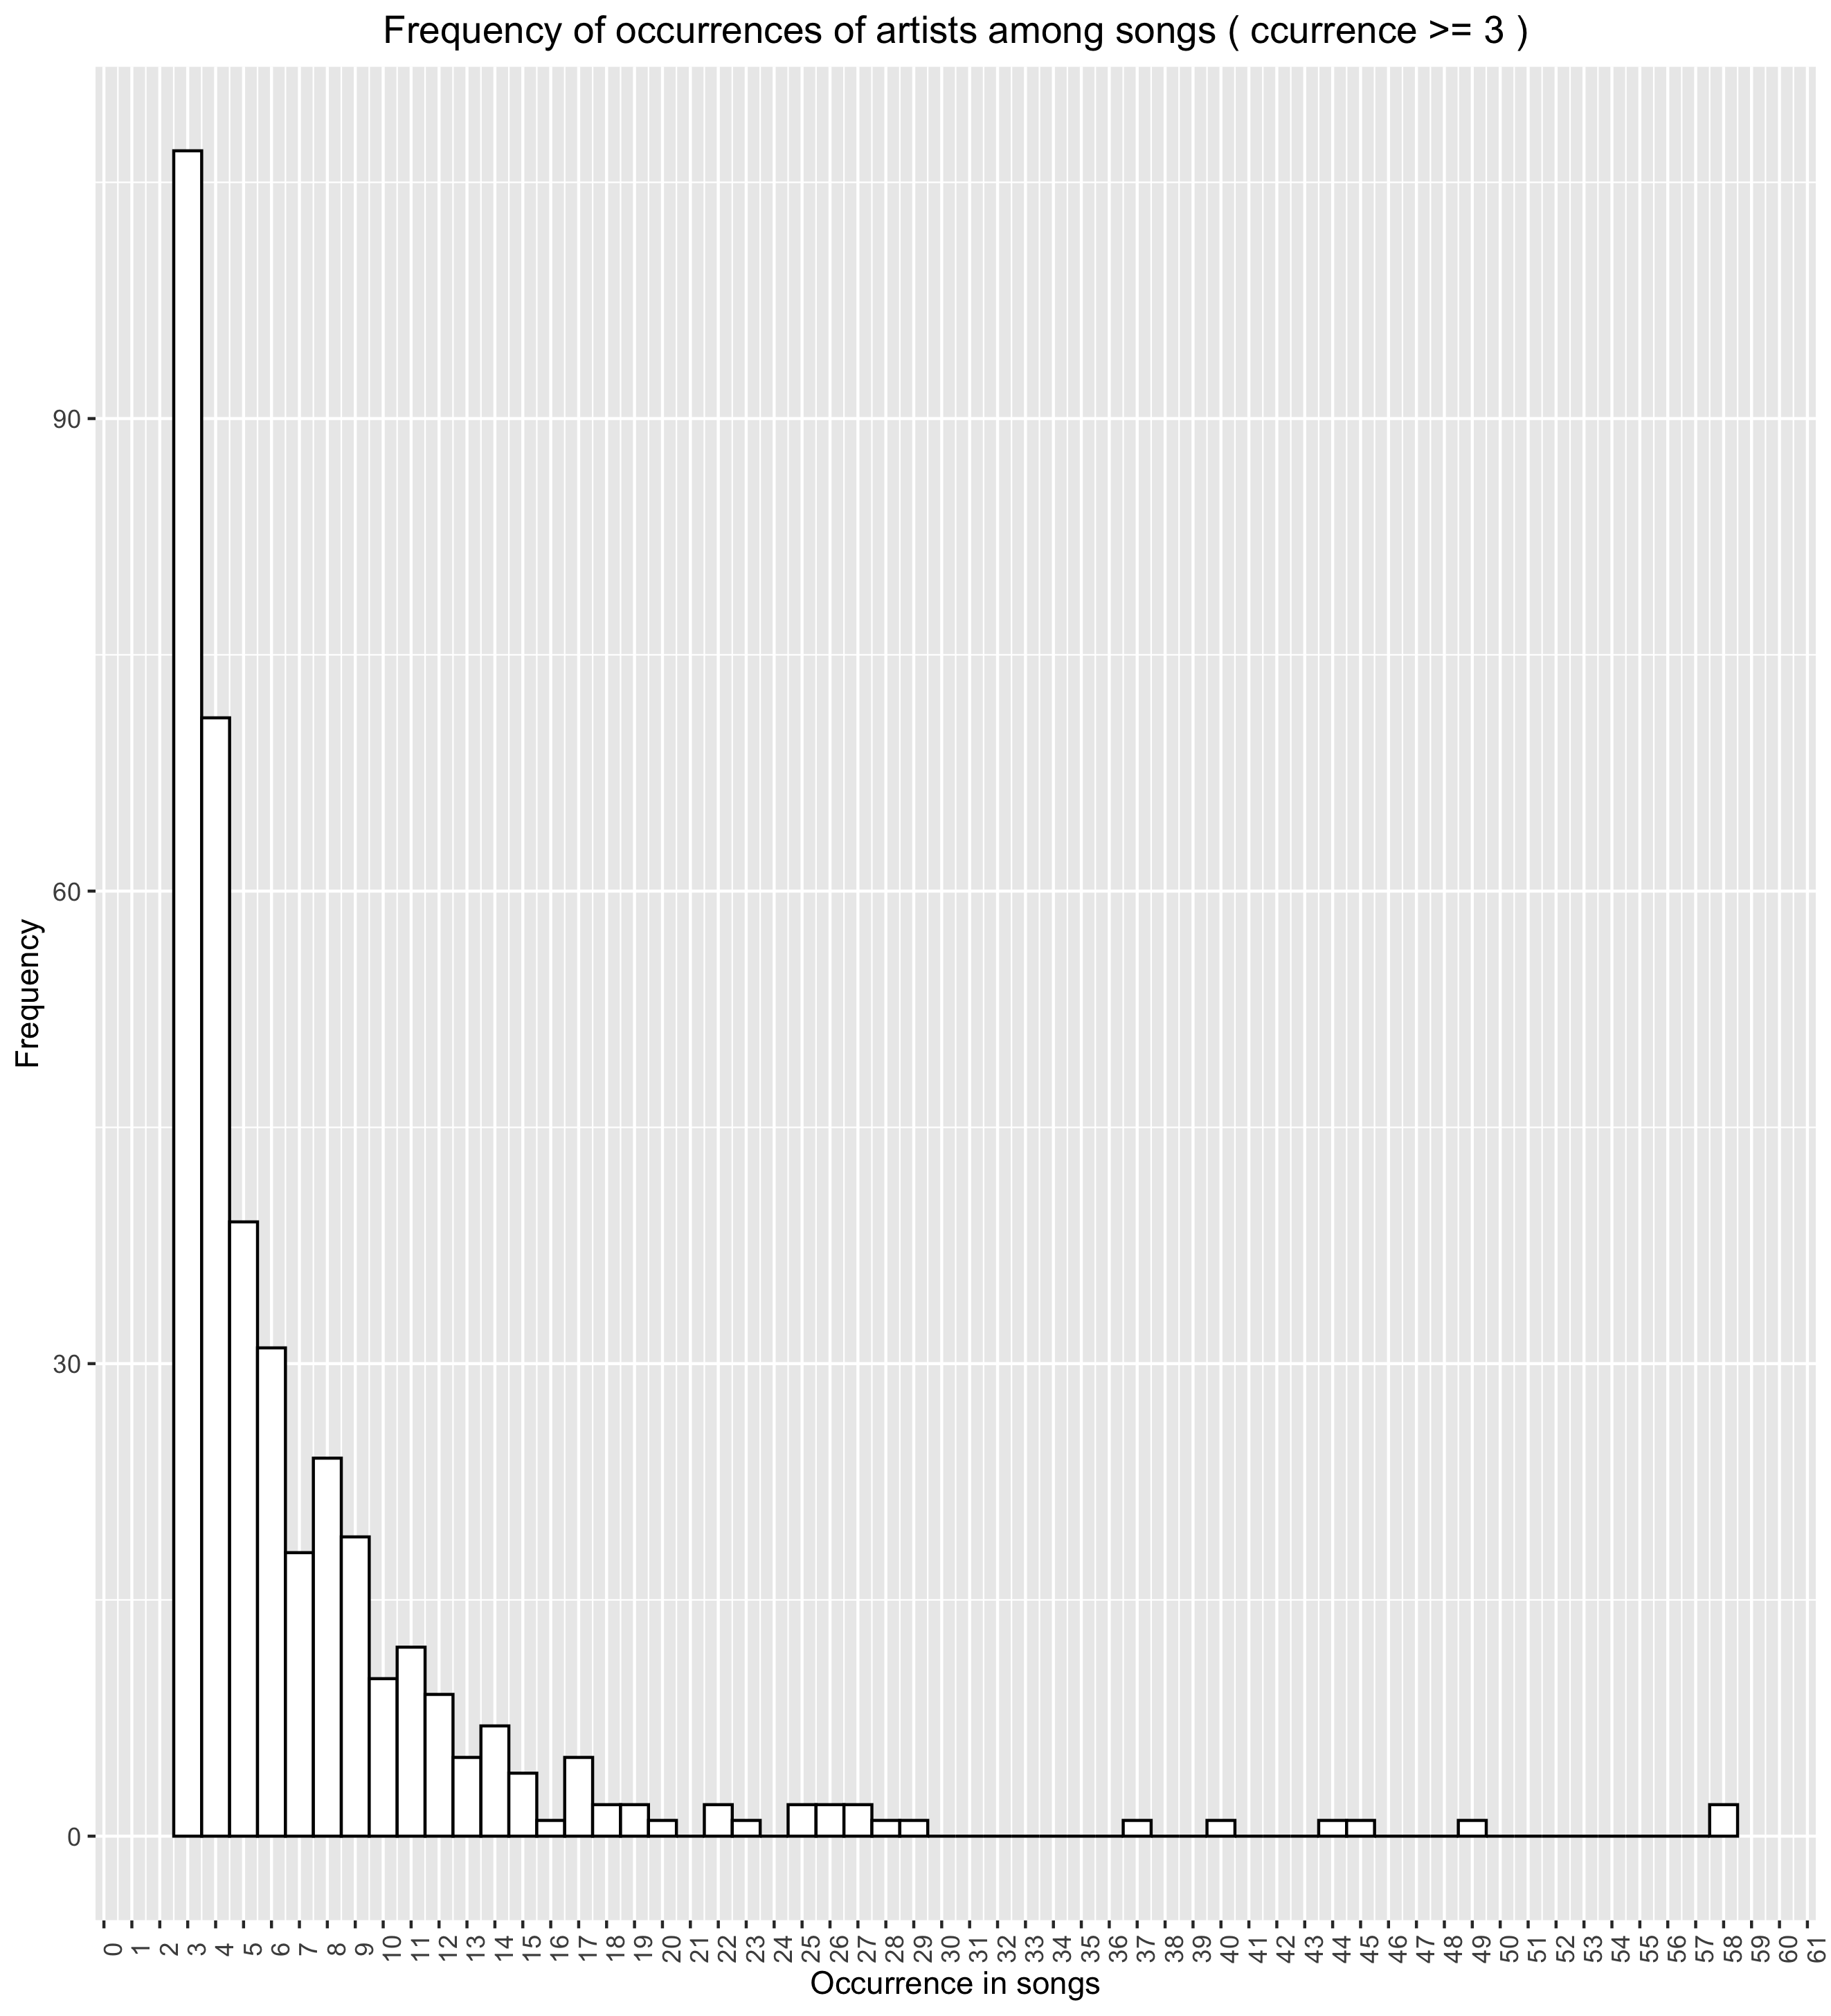 Frequency of occurrences of artists among songs ( ccurrence >= 3 )
Frequency
90
60
30
0
0 1 2 3 4 5 6 7 8 9 10 11 12 13 14 15 16 17 18 19 20 21 22 23 24 25 26 27 28 29 30 31 32 33 34 35 36 37 38 39 40 41 42 43 44 45 46 47 48 49 50 51 52 53 54 55 56 57 58 59 60 61
Occurrence in songs